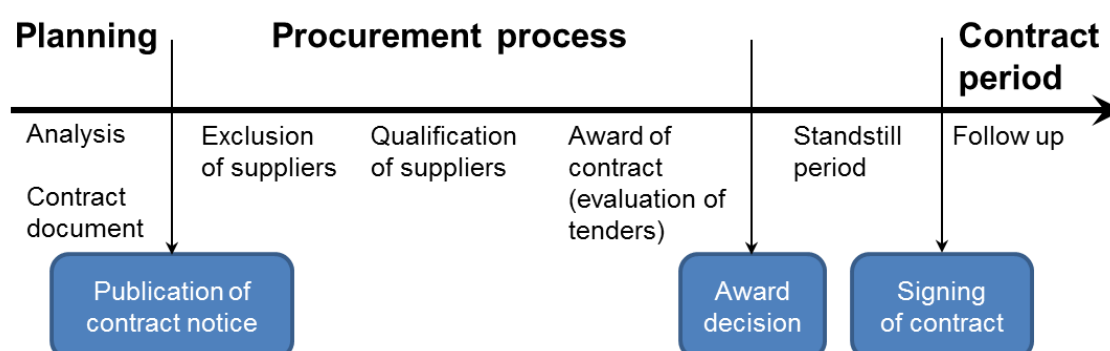 Planning
Procurement process
Contract
period
Analysis
Contract
document
Exclusion
of suppliers
Qualification
of suppliers
Award of
contract
(evaluation of
tenders)
Standstill
period
Follow up
Publication of
contract notice
Award
decision
Signing
of contract